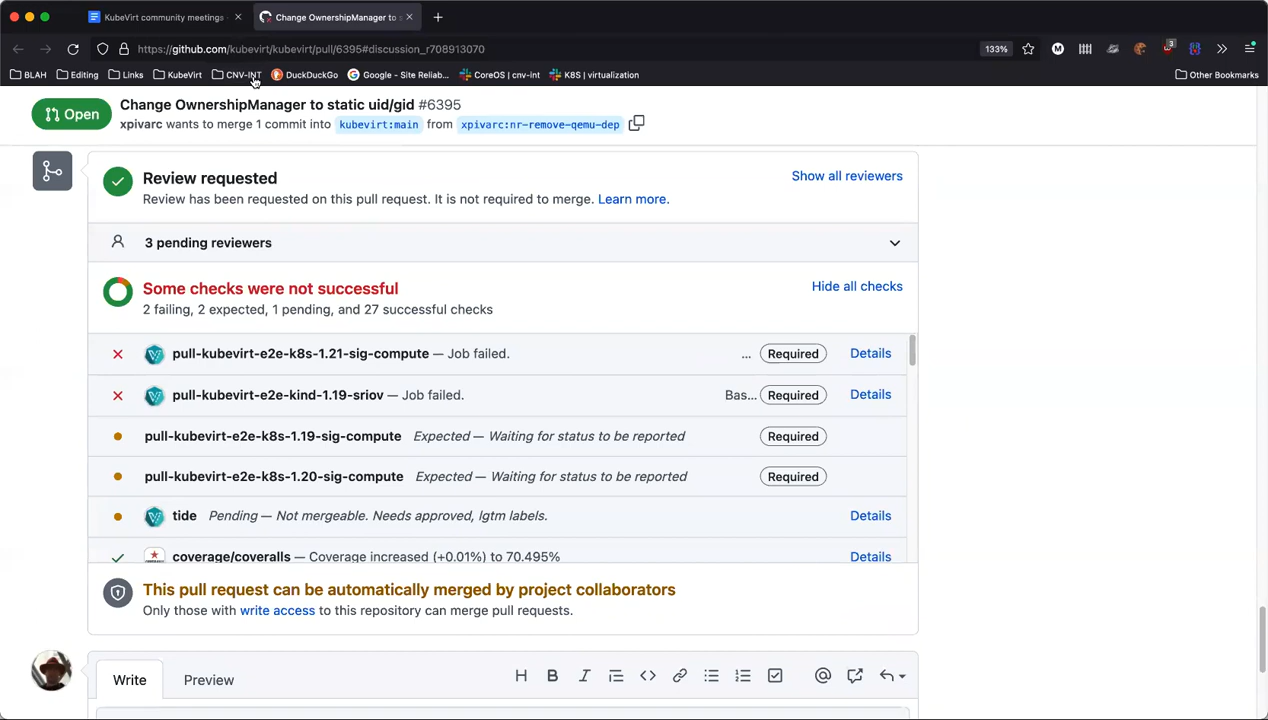 KubeVirt community meetings
Change OwnershipManager to s
https://github.com/kubevirt/kubevirt/pull/6395#discussion_r708913070
133%
3
BLAH
Editing
Links
KubeVirt
CNV-INT
DuckDuckGo
Google - Site Reliab...
CoreOS | cnv-int
K8S | virtualization
Other Bookmarks
Open
Change OwnershipManager to static uid/gid #6395
xpivarc wants to merge 1 commit into kubevirt:main from xpivarc:nr-remove-qemu-dep
Review requested
Show all reviewers
Review has been requested on this pull request. It is not required to merge. Learn more.
3 pending reviewers
Some checks were not successful
Hide all checks
2 failing, 2 expected, 1 pending, and 27 successful checks
pull-kubevirt-e2e-k8s-1.21-sig-compute — Job failed. ... Required Details
pull-kubevirt-e2e-kind-1.19-sriov — Job failed. Bas... Required Details
pull-kubevirt-e2e-k8s-1.19-sig-compute Expected — Waiting for status to be reported Required
pull-kubevirt-e2e-k8s-1.20-sig-compute Expected — Waiting for status to be reported Required
tide Pending — Not mergeable. Needs approved, lgtm labels. Details
coverage/coveralls — Coverage increased (+0.01%) to 70.495% Details
This pull request can be automatically merged by project collaborators
Only those with write access to this repository can merge pull requests.
Write
Preview